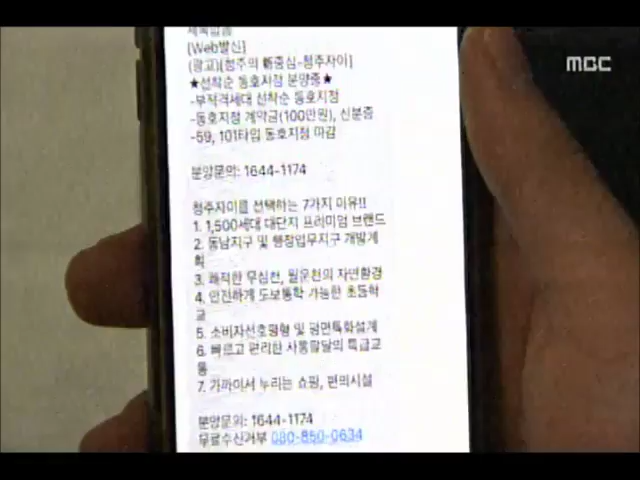 제목없음
[Web발신]
(광고)[청주의 新중심-청주자이]
★선착순 동호지정 분양중★
-부적격세대 선착순 동호지정
-동호지정 계약금(100만원), 신분증
-59, 101타입 동호지정 마감
분양문의: 1644-1174
청주자이를 선택하는 7가지 이유!!
1. 1,500세대 대단지 프리미엄 브랜드
2. 동남지구 및 행정업무지구 개발계
획
3. 쾌적한 무심천, 월운천의 자연환경
4. 안전하게 도보통학 가능한 초등학
교
5. 소비자선호평형 및 평면특화설계
6. 빠르고 편리한 사통팔달의 특급교
통
7. 가까이서 누리는 쇼핑, 편의시설
분양문의: 1644-1174
무료수신거부 080-850-0634
MBC